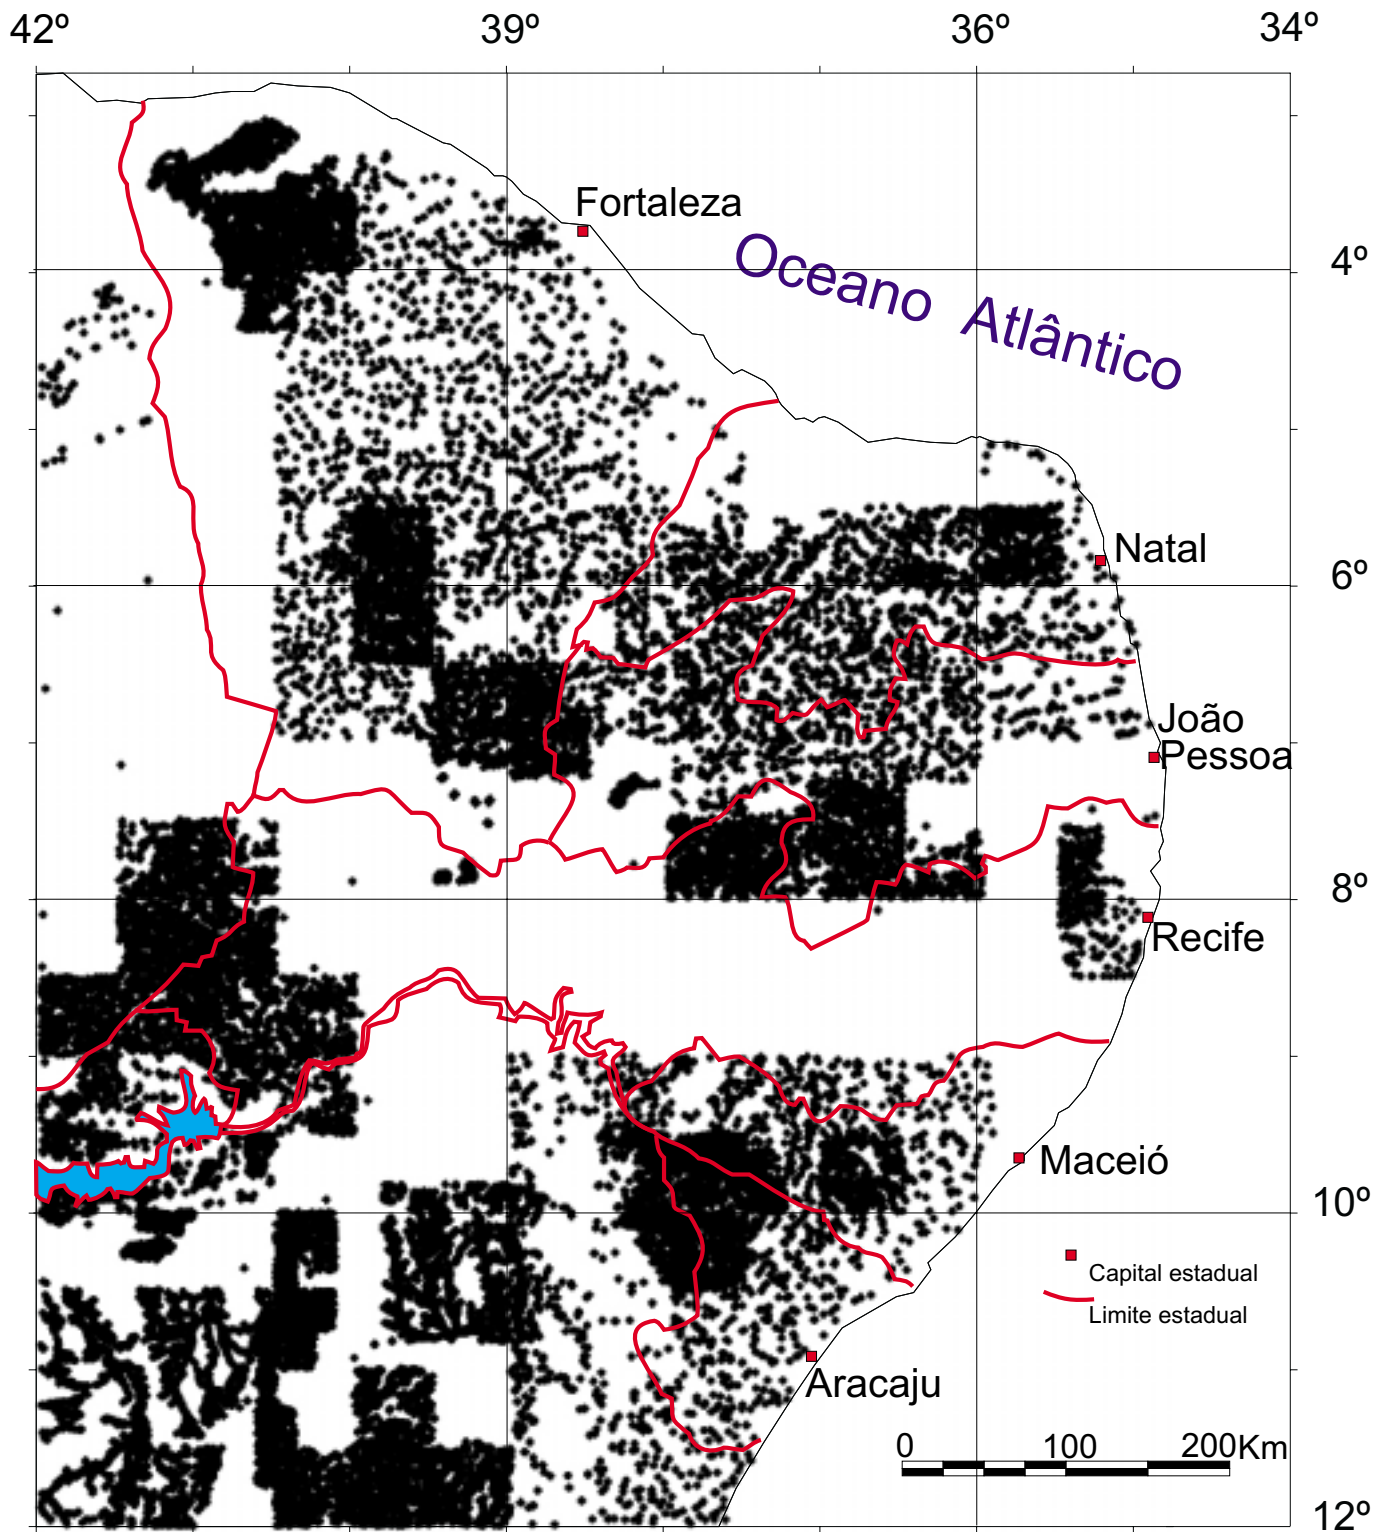 42º
39º
36º
34º
Fortaleza
Oceano Atlântico
4º
Natal
6º
João
Pessoa
8º
Recife
Maceió
10º
Capital estadual
Limite estadual
Aracaju
0 100 200Km
12º